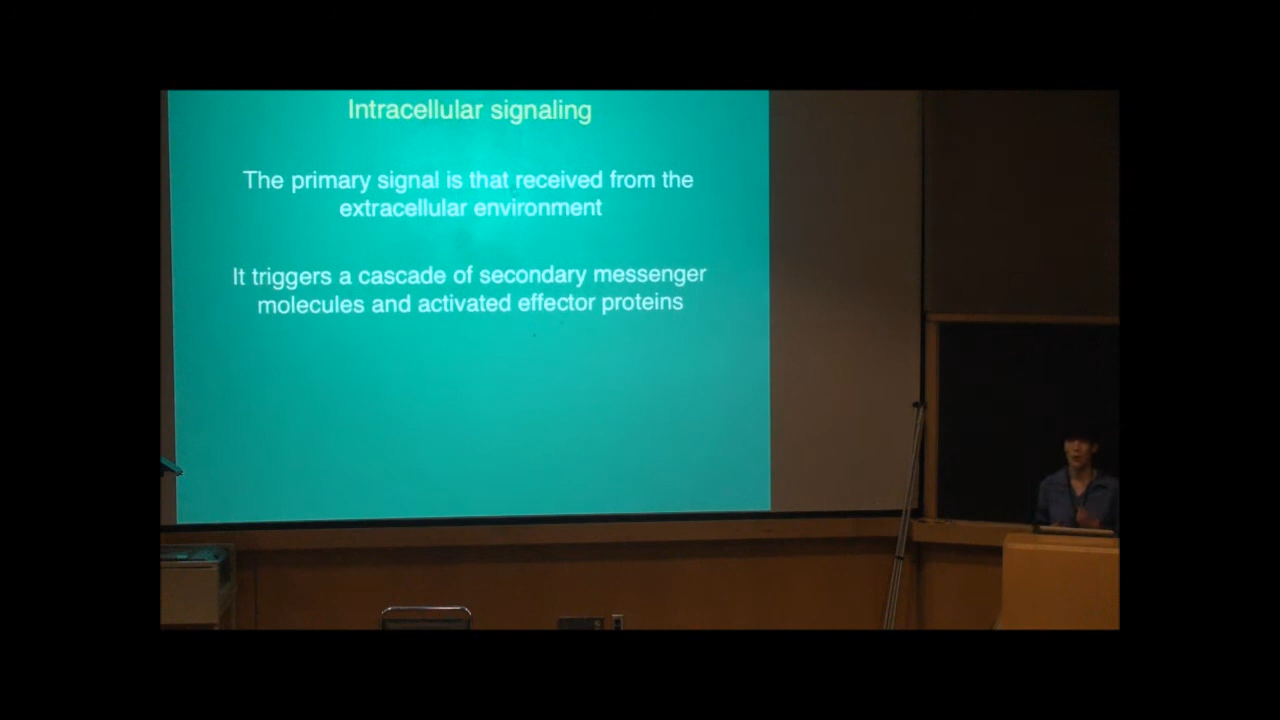 Intracellular signaling
The primary signal is that received from the
extracellular environment
It triggers a cascade of secondary messenger
molecules and activated effector proteins